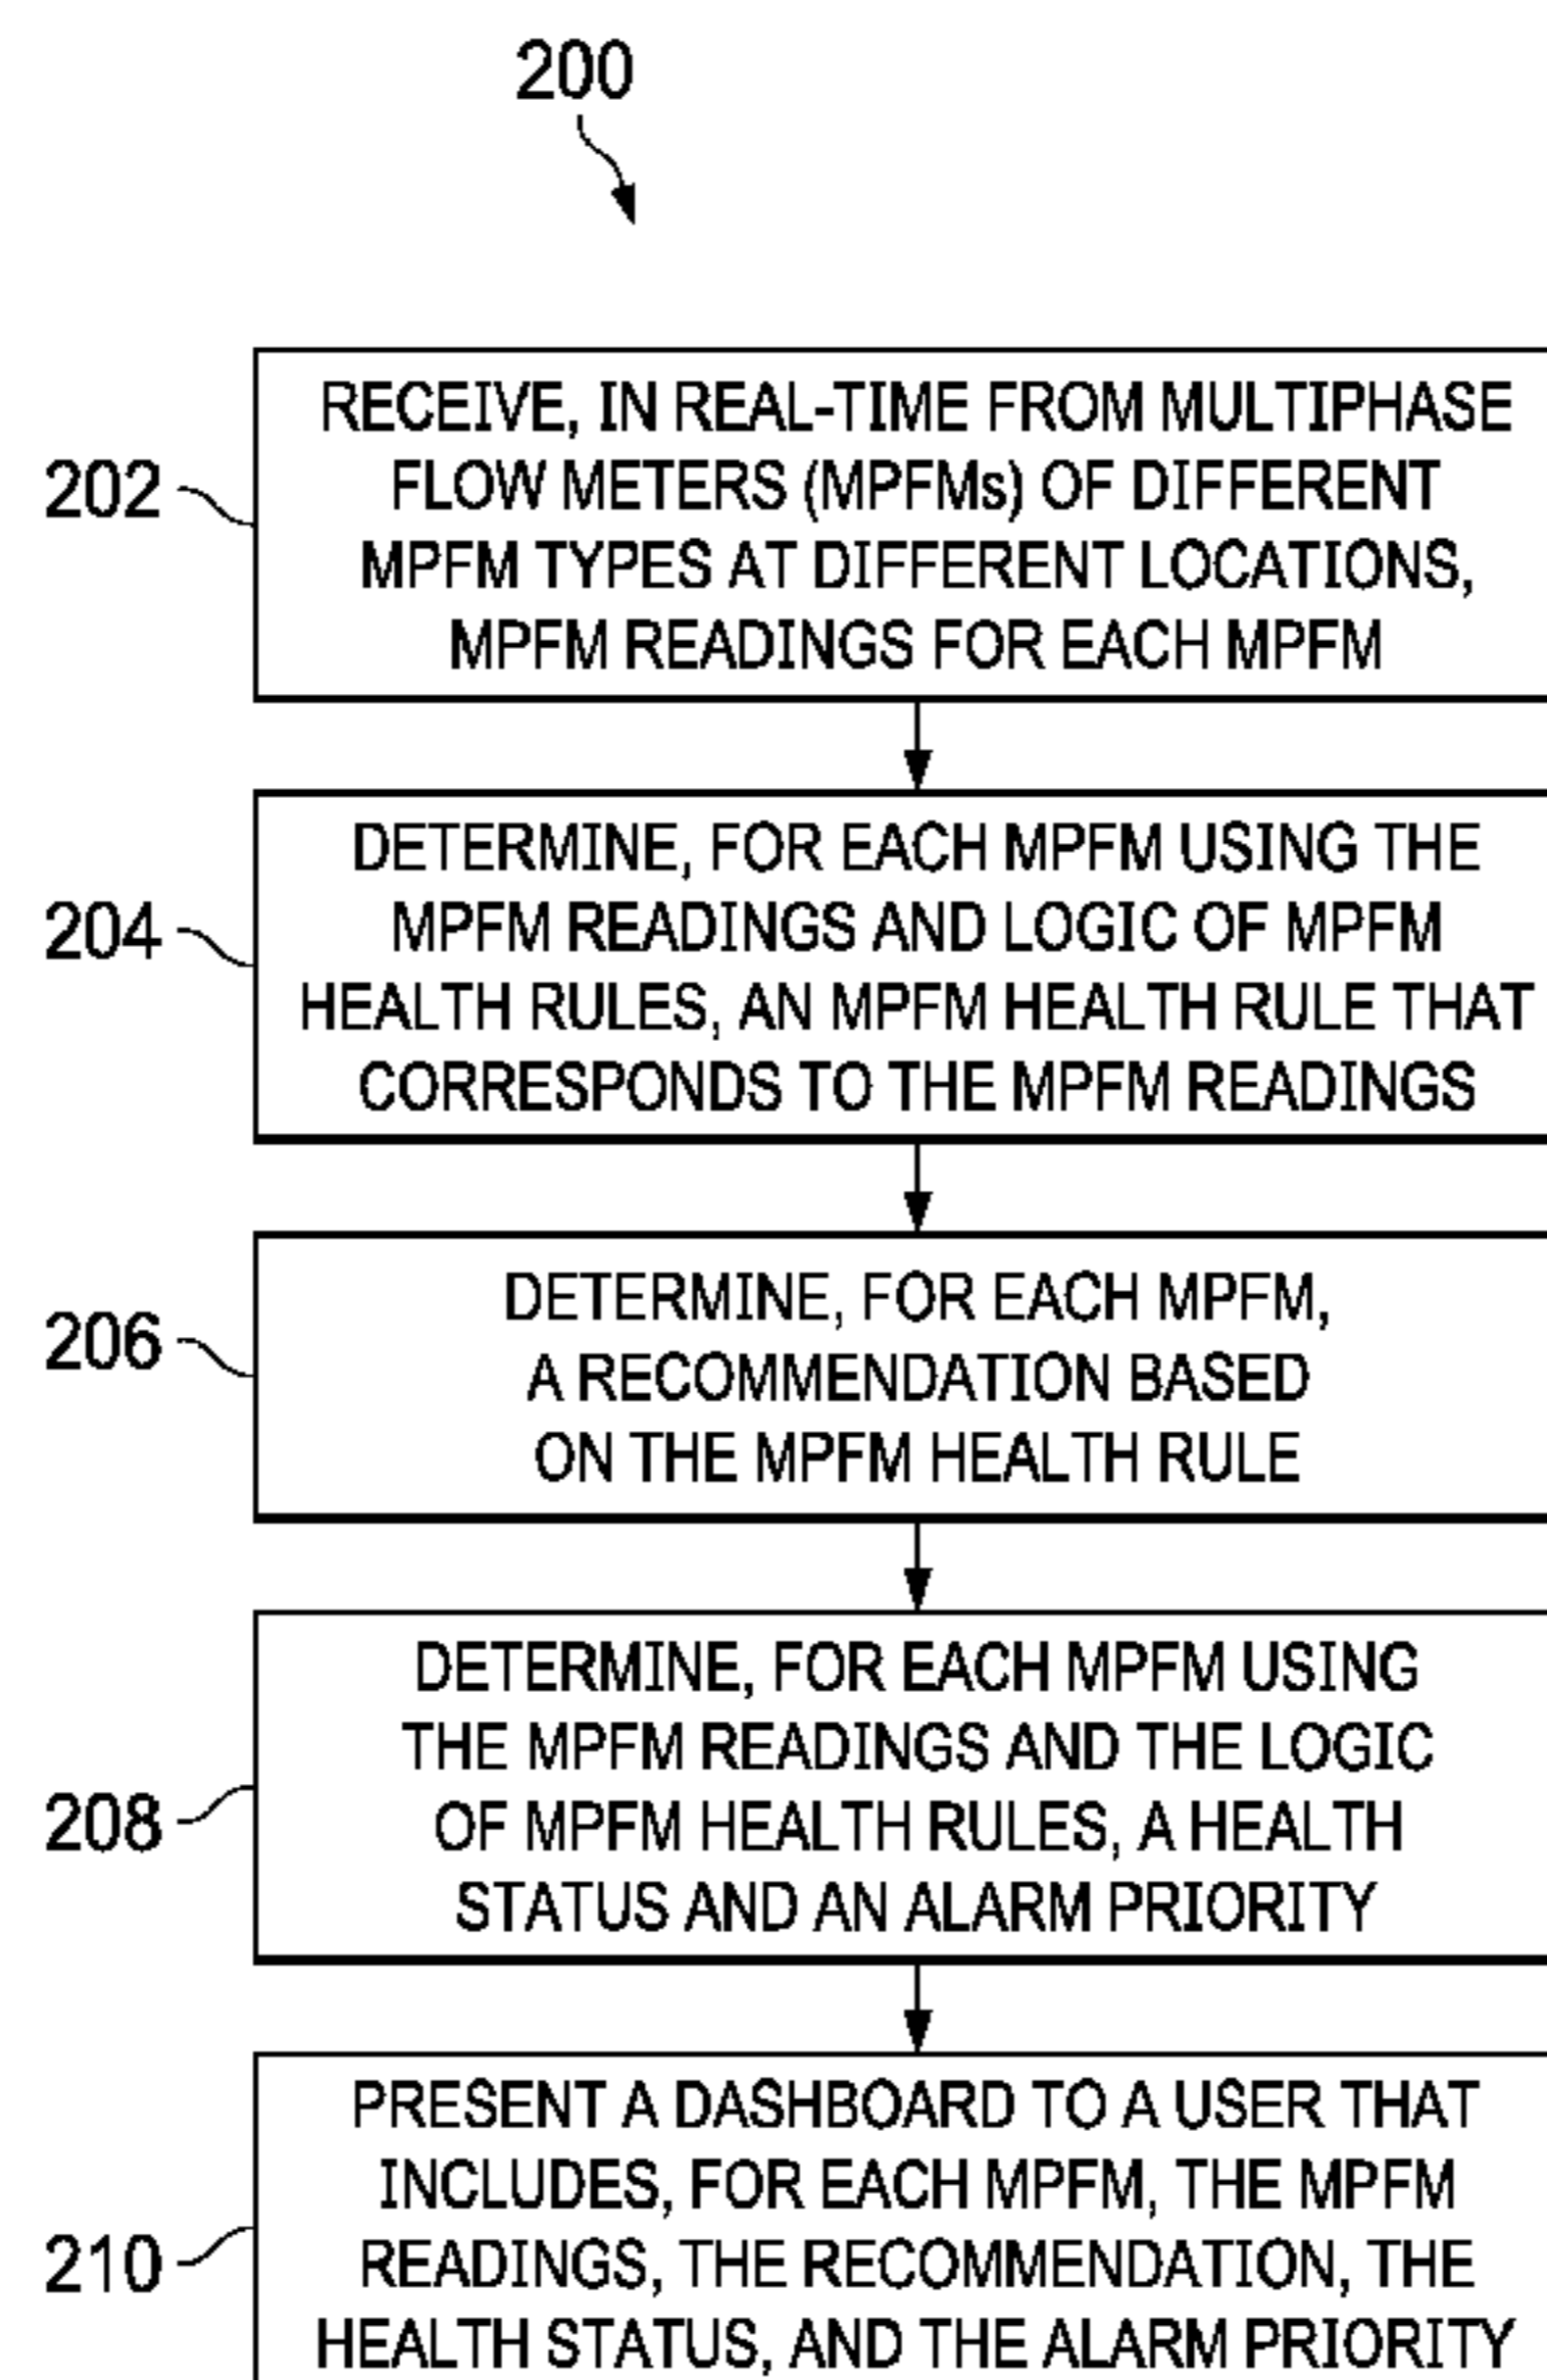 200
202
RECEIVE, IN REAL-TIME FROM MULTIPHASE
FLOW METERS (MPFMs) OF DIFFERENT
MPFM TYPES AT DIFFERENT LOCATIONS,
MPFM READINGS FOR EACH MPFM
204
DETERMINE, FOR EACH MPFM USING THE
MPFM READINGS AND LOGIC OF MPFM
HEALTH RULES, AN MPFM HEALTH RULE THAT
CORRESPONDS TO THE MPFM READINGS
206
DETERMINE, FOR EACH MPFM,
A RECOMMENDATION BASED
ON THE MPFM HEALTH RULE
208
DETERMINE, FOR EACH MPFM USING
THE MPFM READINGS AND THE LOGIC
OF MPFM HEALTH RULES, A HEALTH
STATUS AND AN ALARM PRIORITY
210
PRESENT A DASHBOARD TO A USER THAT
INCLUDES, FOR EACH MPFM, THE MPFM
READINGS, THE RECOMMENDATION, THE
HEALTH STATUS, AND THE ALARM PRIORITY